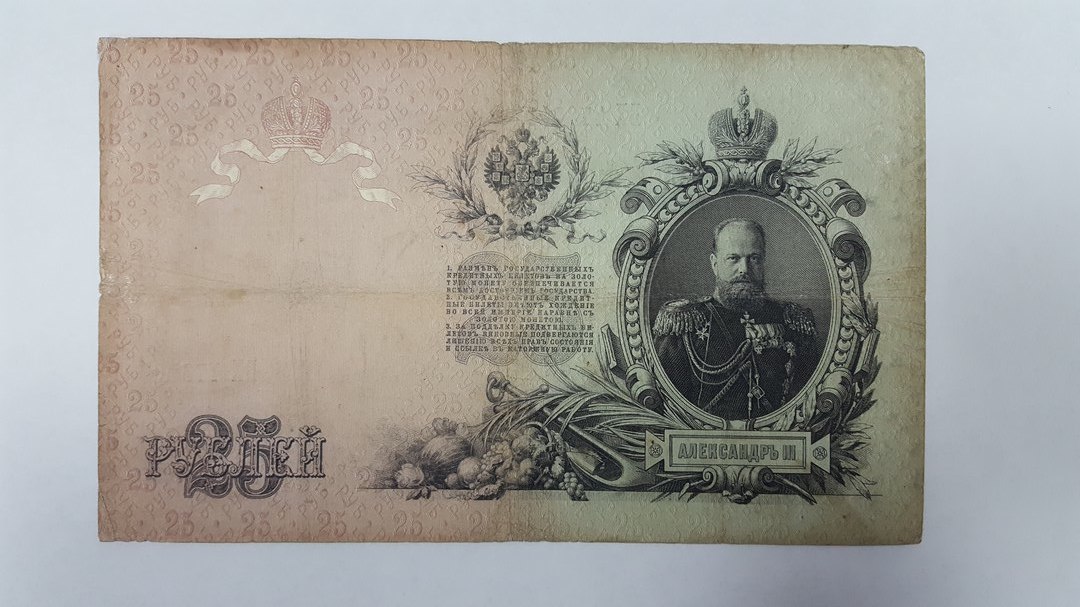 1. РАЗМѢНЪ ГОСУДАРСТВЕННЫХЪ
КРЕДИТНЫХЪ БИЛЕТОВЪ НА ЗОЛО-
ТУЮ МОНЕТУ ОБЕЗПЕЧИВАЕТСЯ
ВСѢМЪ ДОСТОЯНІЕМЪ ГОСУДАРСТВА.
2. ГОСУДАРСТВЕННЫЕ КРЕДИТ-
НЫЕ БИЛЕТЫ ИМѢЮТЪ ХОЖДЕНІЕ
ВО ВСЕЙ ИМПЕРІИ НАРАВНѢ СЪ
ЗОЛОТОЮ МОНЕТОЮ.
3. ЗА ПОДДѢЛКУ КРЕДИТНЫХЪ БИ-
ЛЕТОВЪ ВИНОВНЫЕ ПОДВЕРГАЮТСЯ
ЛИШЕНІЮ ВСѢХЪ ПРАВЪ СОСТОЯНІЯ
И ССЫЛКѢ ВЪ КАТОРЖНУЮ РАБОТУ.
25
РУБЛЕЙ
АЛЕКСАНДРЪ III